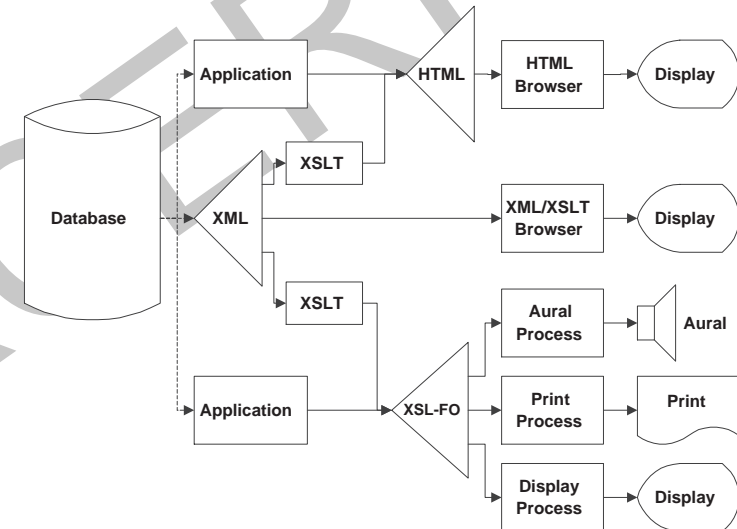 Application
HTML
HTML
Browser
Display
XSLT
Database
XML
XML/XSLT
Browser
Display
XSLT
Aural
Process
Aural
Application
XSL-FO
Print
Process
Print
Display
Process
Display